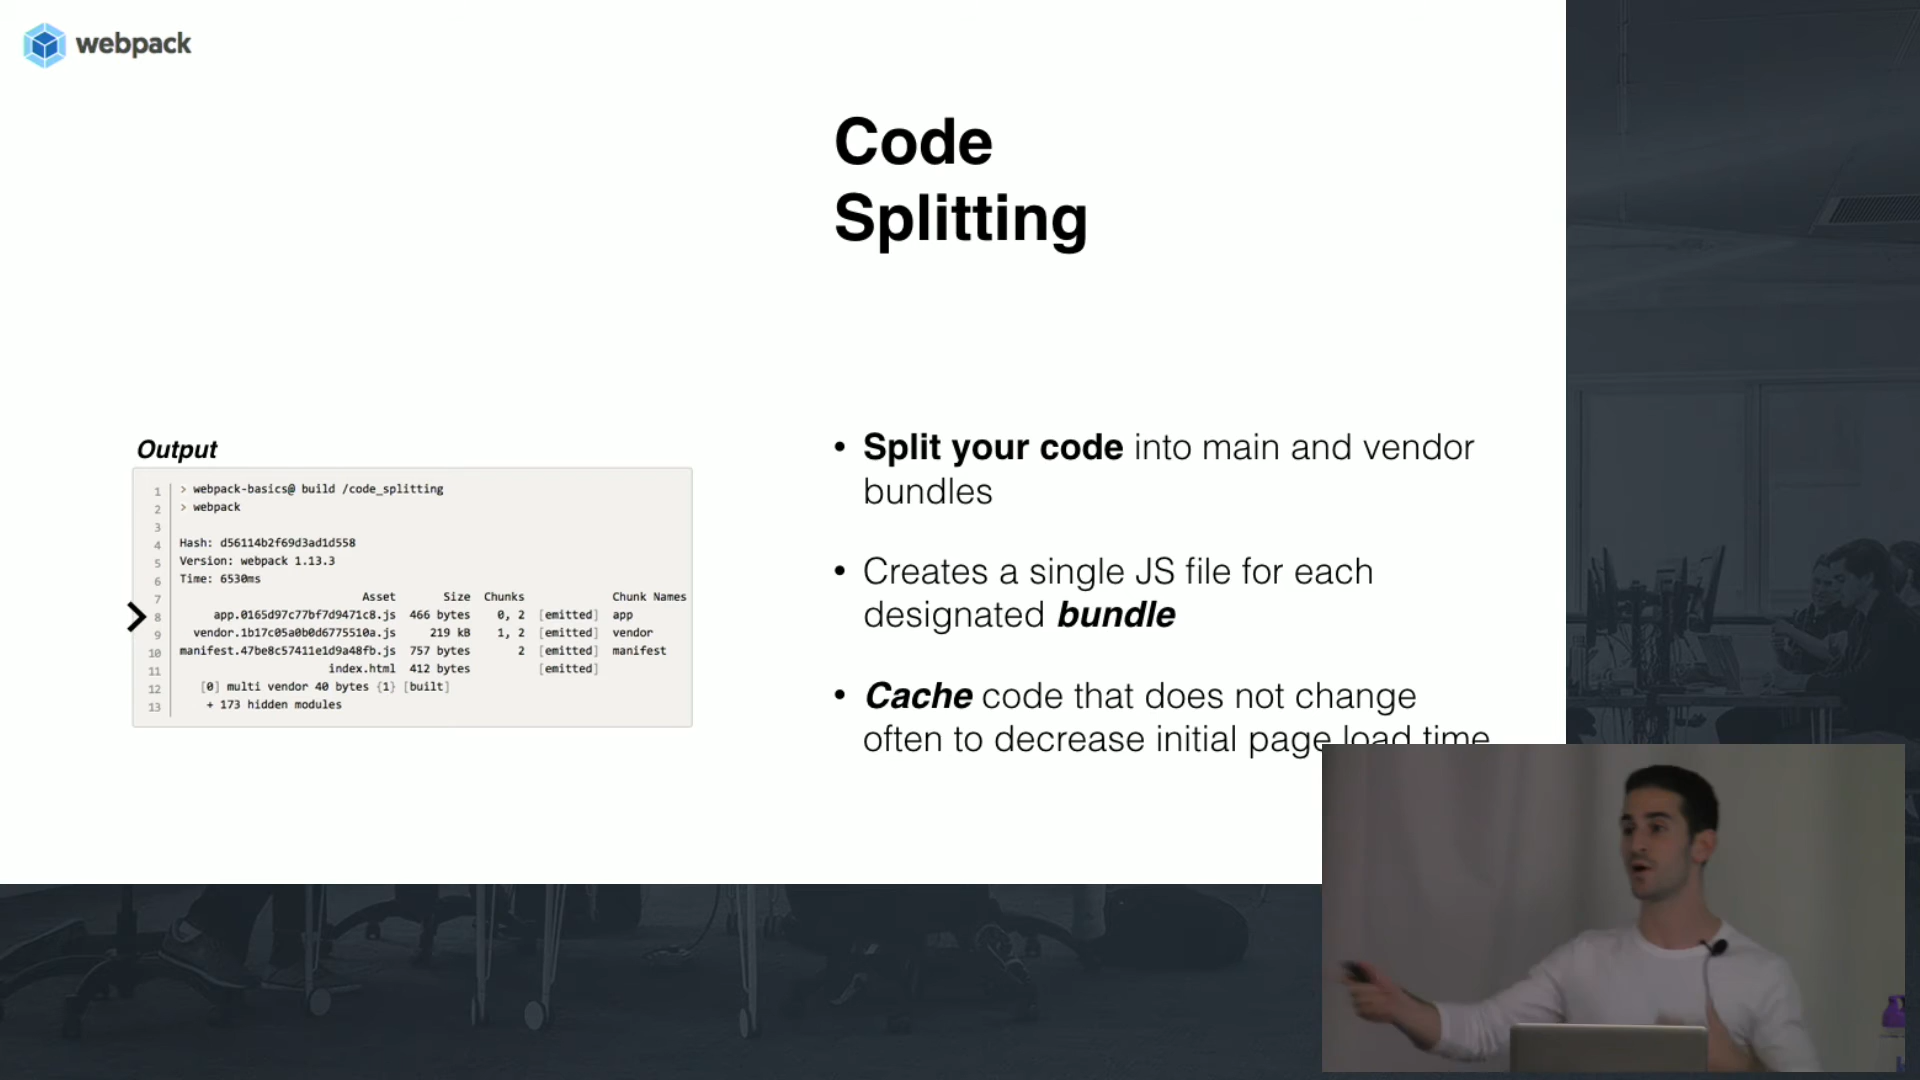 webpack
Code
Splitting
Output
1 > webpack-basics@ build /code_splitting
2 > webpack
3
4 Hash: d56114b2f69d3ad1d558
5 Version: webpack 1.13.3
6 Time: 6530ms
7 Asset Size Chunks Chunk Names
8 app.0165d97c77bf7d9471c8.js 466 bytes 0, 2 [emitted] app
9 vendor.1b17c05a0b0d6775510a.js 219 kB 1, 2 [emitted] vendor
10 manifest.47be8c57411e1d9a48fb.js 757 bytes 2 [emitted] manifest
11 index.html 412 bytes [emitted]
12 [0] multi vendor 40 bytes {1} [built]
13 + 173 hidden modules
• Split your code into main and vendor
bundles
• Creates a single JS file for each
designated bundle
• Cache code that does not change
often to decrease initial page load time